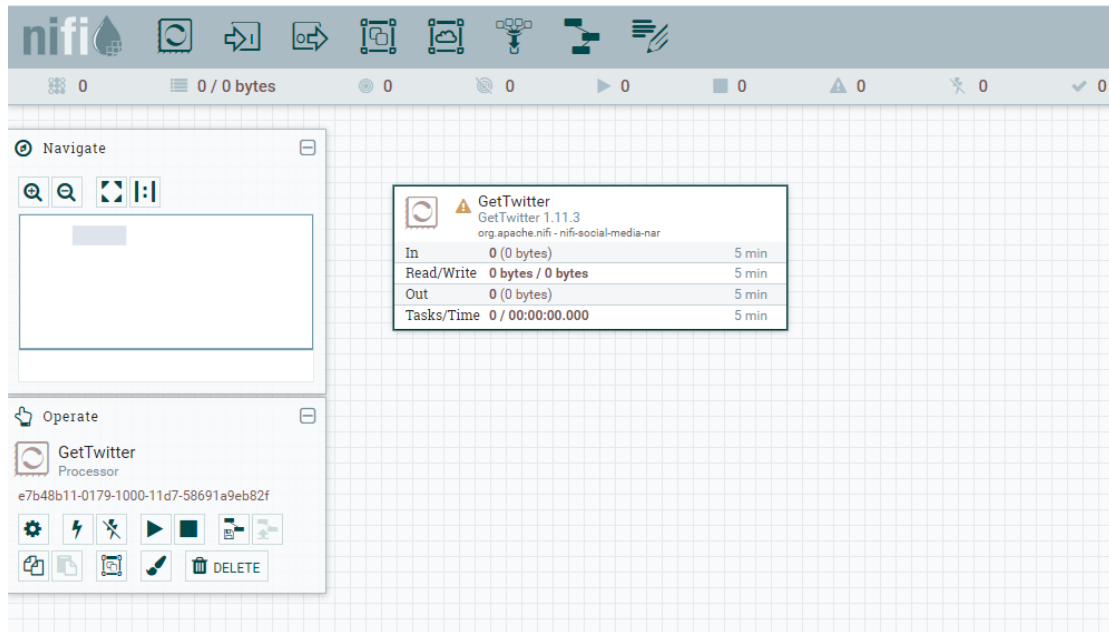 nifi
0 0 / 0 bytes 0 0 0 0 0 0 0
Navigate
GetTwitter
GetTwitter 1.11.3
org.apache.nifi - nifi-social-media-nar
In 0 (0 bytes) 5 min
Read/Write 0 bytes / 0 bytes 5 min
Out 0 (0 bytes) 5 min
Tasks/Time 0 / 00:00:00.000 5 min
Operate
GetTwitter
Processor
e7b48b11-0179-1000-11d7-58691a9eb82f
DELETE